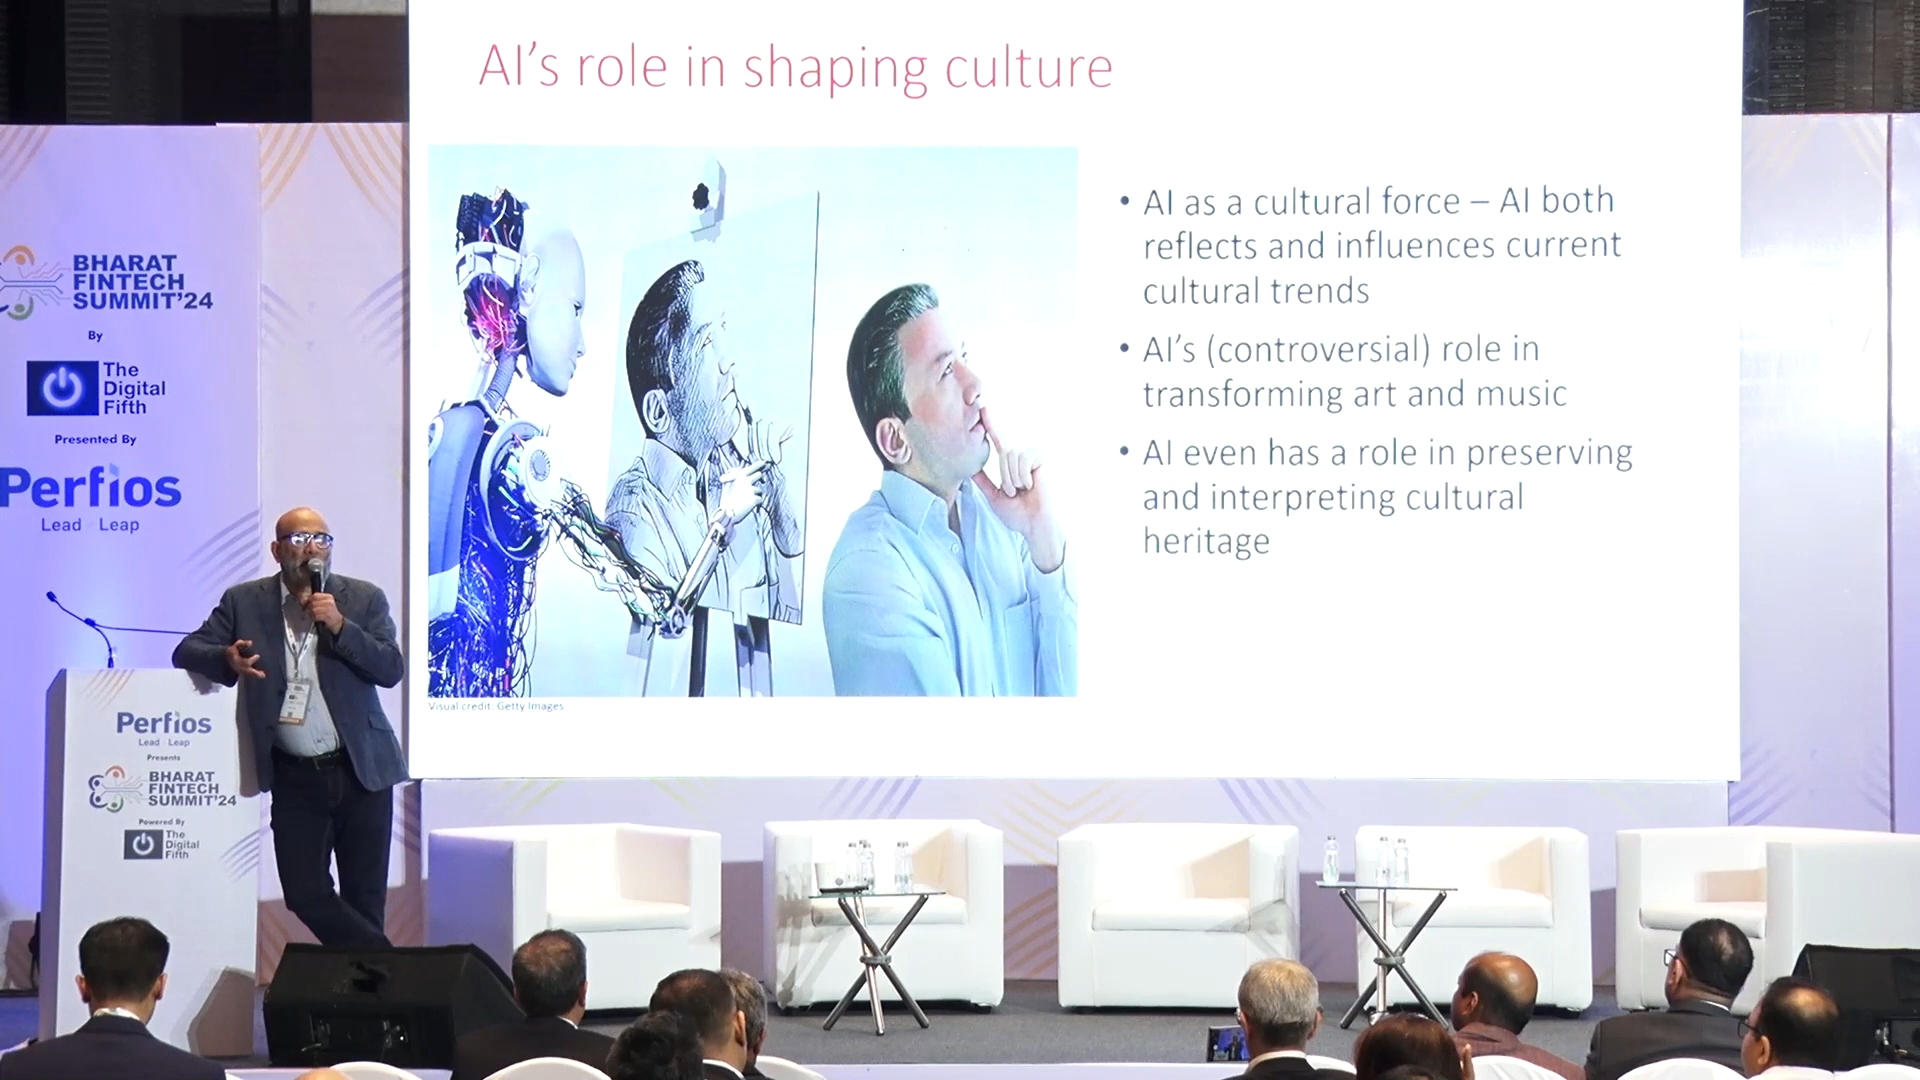 AI's role in shaping culture
• AI as a cultural force – AI both
reflects and influences current
cultural trends
• AI's (controversial) role in
transforming art and music
• AI even has a role in preserving
and interpreting cultural
heritage
Visual credit: Getty Images
BHARAT
FINTECH
SUMMIT'24
By
The
Digital
Fifth
Presented By
Perfios
Lead Leap
Perfios
Lead Leap
Presents
BHARAT
FINTECH
SUMMIT'24
Powered By
The
Digital
Fifth